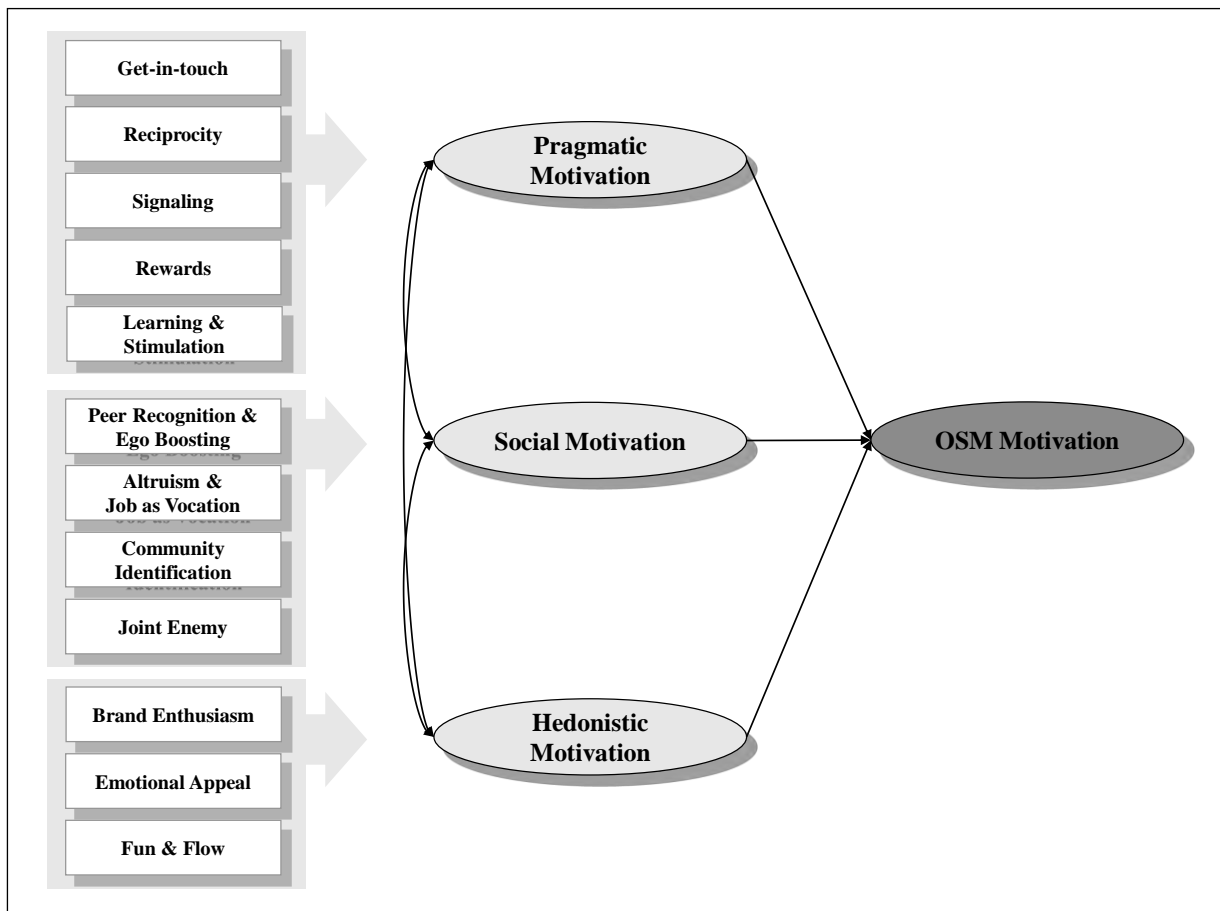 Get-in-touch
Reciprocity
Signaling
Rewards
Learning &
Stimulation
Peer Recognition &
Ego Boosting
Altruism &
Job as Vocation
Community
Identification
Joint Enemy
Brand Enthusiasm
Emotional Appeal
Fun & Flow
Pragmatic
Motivation
Social Motivation
Hedonistic
Motivation
OSM Motivation